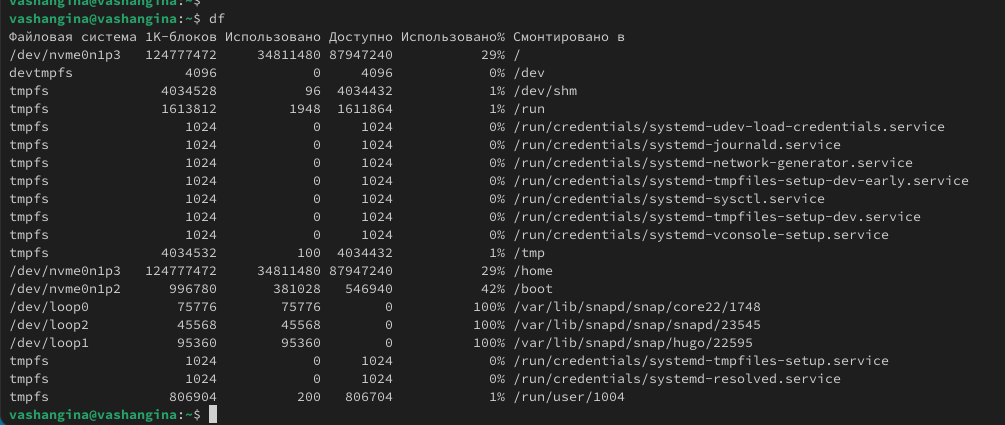 vashangina@vashangina:~$
vashangina@vashangina:~$ df
Файловая система 1K-блоков Использовано Доступно Использовано% Смонтировано в
/dev/nvme0n1p3   124777472     34811480 87947240           29% /
devtmpfs              4096            0     4096            0% /dev
tmpfs              4034528           96  4034432            1% /dev/shm
tmpfs              1613812         1948  1611864            1% /run
tmpfs                 1024            0     1024            0% /run/credentials/systemd-udev-load-credentials.service
tmpfs                 1024            0     1024            0% /run/credentials/systemd-journald.service
tmpfs                 1024            0     1024            0% /run/credentials/systemd-network-generator.service
tmpfs                 1024            0     1024            0% /run/credentials/systemd-tmpfiles-setup-dev-early.service
tmpfs                 1024            0     1024            0% /run/credentials/systemd-sysctl.service
tmpfs                 1024            0     1024            0% /run/credentials/systemd-tmpfiles-setup-dev.service
tmpfs                 1024            0     1024            0% /run/credentials/systemd-vconsole-setup.service
tmpfs              4034532          100  4034432            1% /tmp
/dev/nvme0n1p3   124777472     34811480 87947240           29% /home
/dev/nvme0n1p2      996780       381028   546940           42% /boot
/dev/loop0           75776        75776        0          100% /var/lib/snapd/snap/core22/1748
/dev/loop2           45568        45568        0          100% /var/lib/snapd/snap/snapd/23545
/dev/loop1           95360        95360        0          100% /var/lib/snapd/snap/hugo/22595
tmpfs                 1024            0     1024            0% /run/credentials/systemd-tmpfiles-setup.service
tmpfs                 1024            0     1024            0% /run/credentials/systemd-resolved.service
tmpfs               806904          200   806704            1% /run/user/1004
vashangina@vashangina:~$